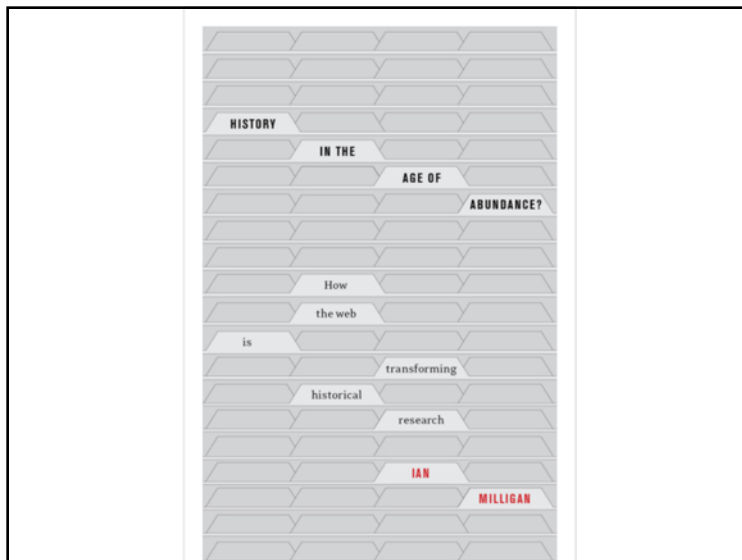 HISTORY
IN THE
AGE OF
ABUNDANCE?
How
the web
is
transforming
historical
research
IAN
MILLIGAN